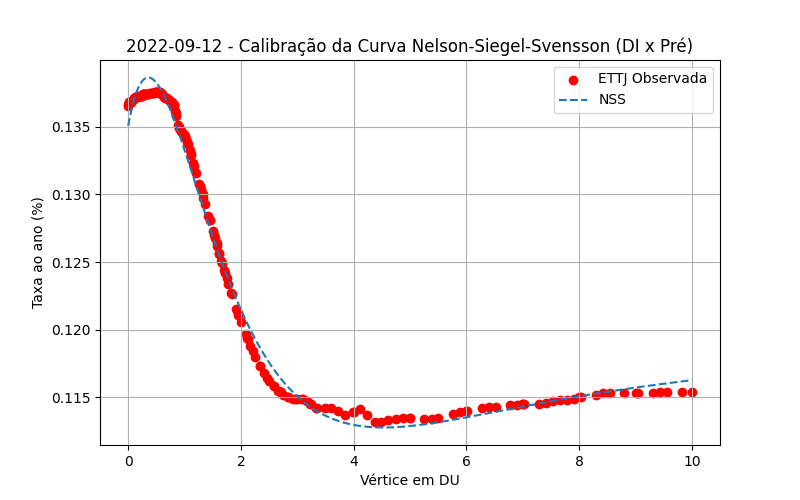 2022-09-12 - Calibração da Curva Nelson-Siegel-Svensson (DI x Pré)
ETTJ Observada
NSS
Taxa ao ano (%)
0.135
0.130
0.125
0.120
0.115
0 2 4 6 8 10
Vértice em DU